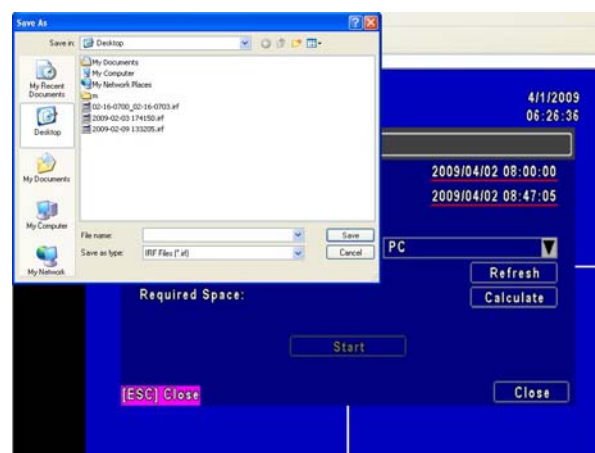 Save As
Save in: Desktop
My Recent Documents
Desktop
My Documents
My Computer
My Network
My Documents
My Computer
My Network Places
m
02-16-0700_02-16-0703.irf
2009-02-03 174150.irf
2009-02-09 133205.irf
File name:
Save
Save as type:
IRF Files (*.irf)
Cancel
4/1/2009
06:26:36
2009/04/02 08:00:00
2009/04/02 08:47:05
PC
Refresh
Required Space:
Calculate
Start
[ESC] Close
Close